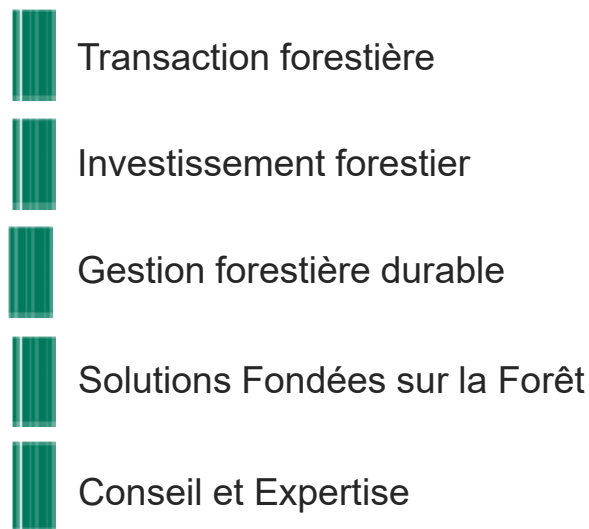 Transaction forestière
Investissement forestier
Gestion forestière durable
Solutions Fondées sur la Forêt
Conseil et Expertise